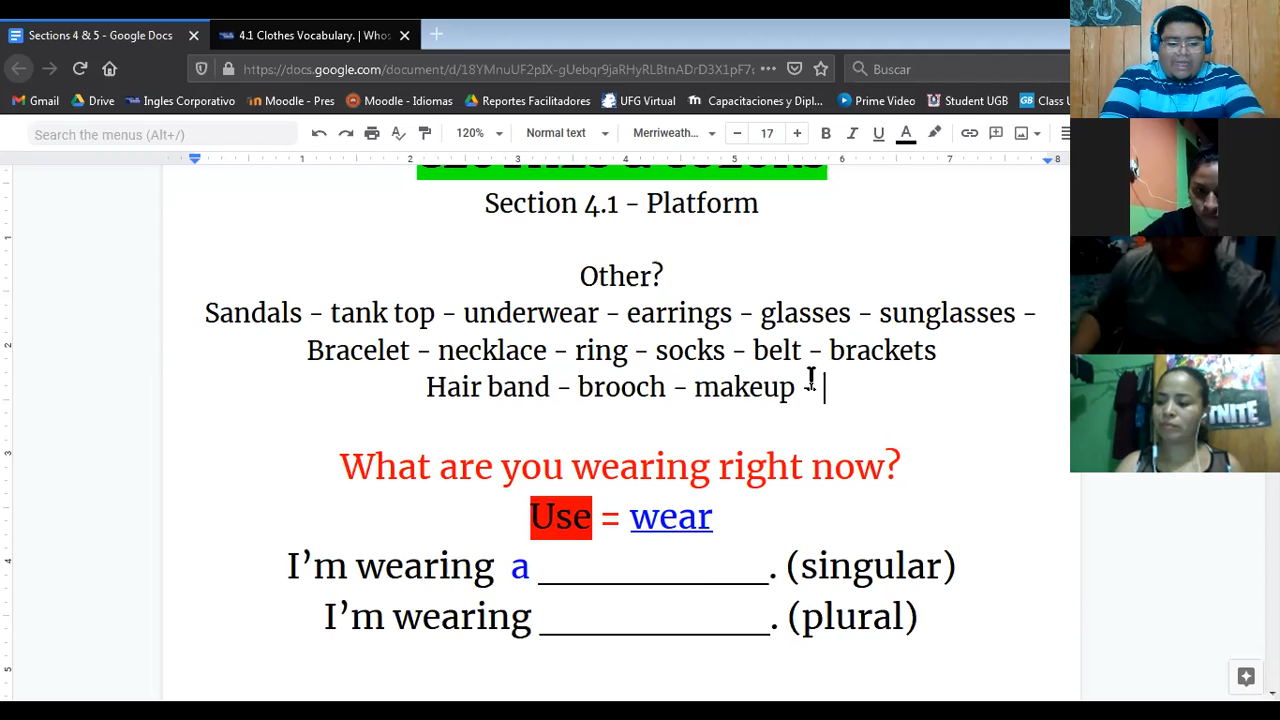 Sections 4 & 5 - Google Docs
4.1 Clothes Vocabulary. | Whos
https://docs.google.com/document/d/18YMnuUF2pIX-gUebqr9jaRHyRLBtnADrD3X1pF7
Buscar
Gmail
Drive
Ingles Corporativo
Moodle - Pres
Moodle - Idiomas
Reportes Facilitadores
UFG Virtual
Capacitaciones y Dipl...
Prime Video
Student UGB
Class
Search the menus (Alt+/)
120%
Normal text
Merriweath...
17
Section 4.1 - Platform
Other?
Sandals - tank top - underwear - earrings - glasses - sunglasses -
Bracelet - necklace - ring - socks - belt - brackets
Hair band - brooch - makeup -
What are you wearing right now?
Use = wear
I’m wearing a ____________. (singular)
I’m wearing ____________. (plural)